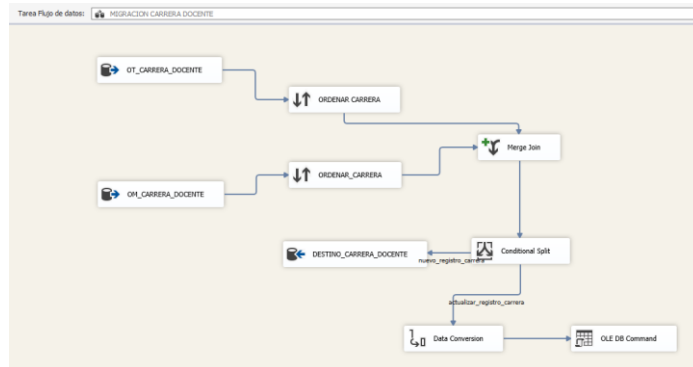 Tarea Flujo de datos: MIGRACION CARRERA DOCENTE
OT_CARRERA_DOCENTE
ORDENAR CARRERA
Merge Join
ORDENAR_CARRERA
OM_CARRERA_DOCENTE
Conditional Split
DESTINO_CARRERA_DOCENTE
nuevo_registro_carrera
actualizar_registro_carrera
Data Conversion
OLE DB Command